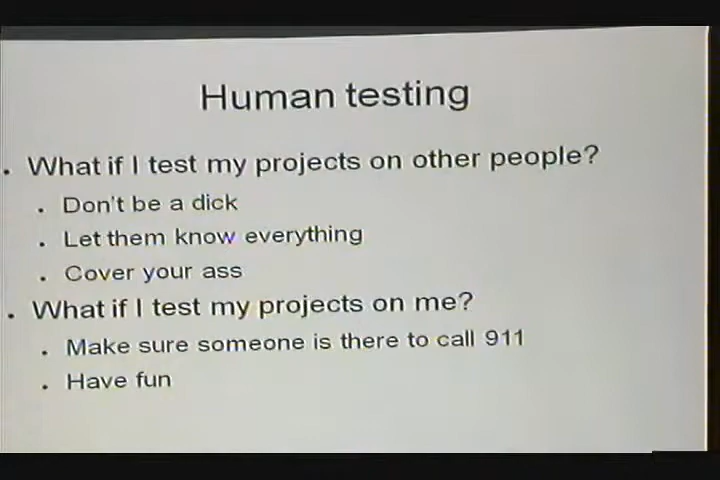 Human testing
• What if I test my projects on other people?
• Don't be a dick
• Let them know everything
• Cover your ass
• What if I test my projects on me?
• Make sure someone is there to call 911
• Have fun